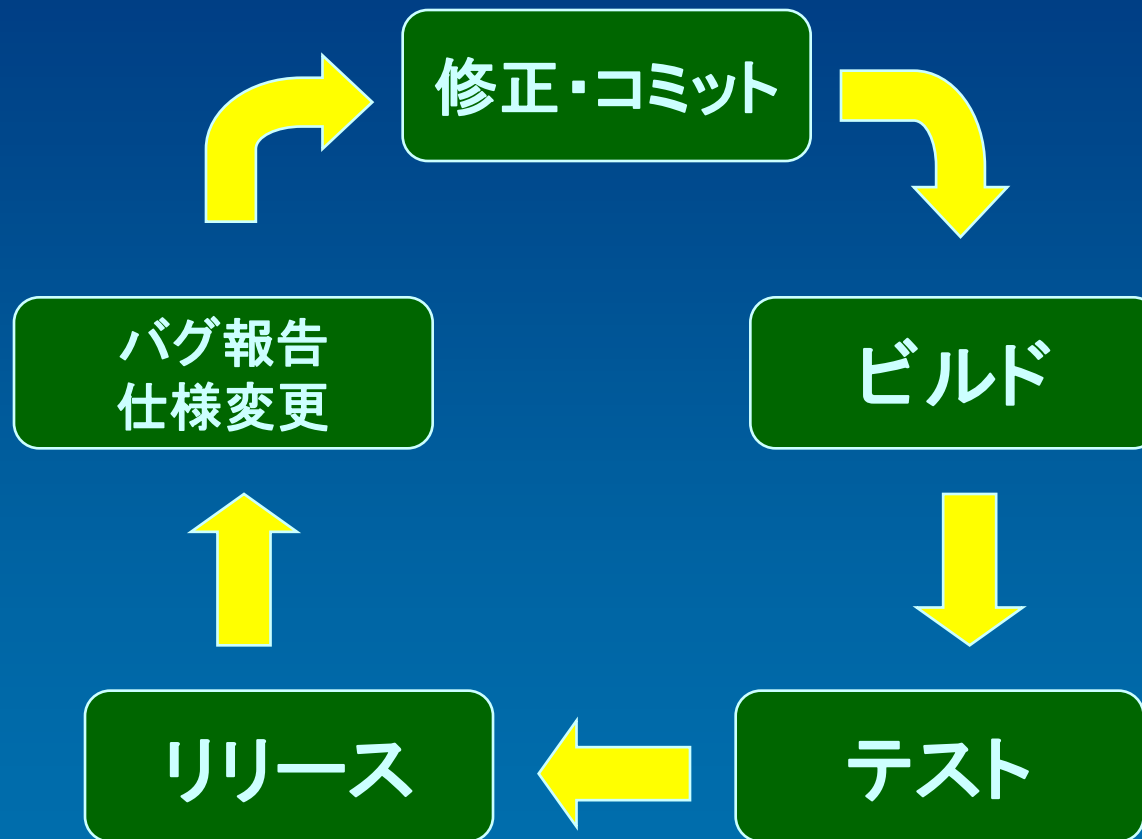 修正・コミット
バグ報告
仕様変更
ビルド
リリース
テスト